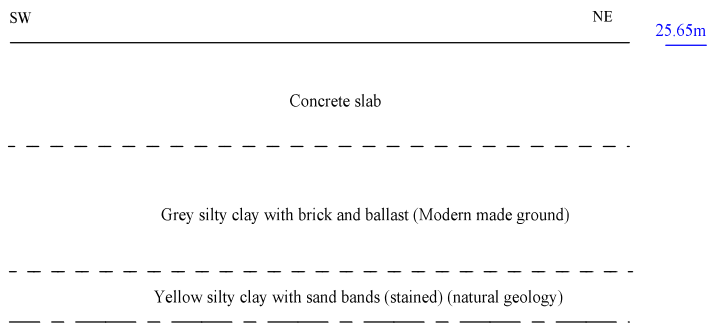 SW
NE
25.65m
Concrete slab
Grey silty clay with brick and ballast (Modern made ground)
Yellow silty clay with sand bands (stained) (natural geology)